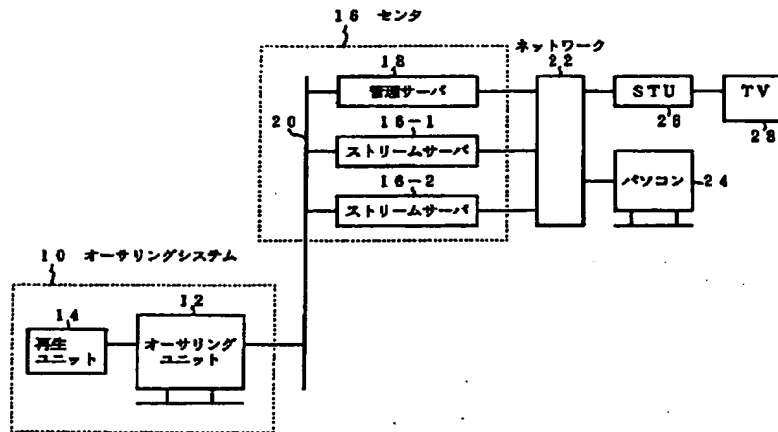 16 センタ
18
管理サーバ
ネットワーク
22
STU
26
TV
28
20
16-1
ストリームサーバ
16-2
ストリームサーバ
パソコン
24
10 オーサリングシステム
14
再生
ユニット
12
オーサリング
ユニット